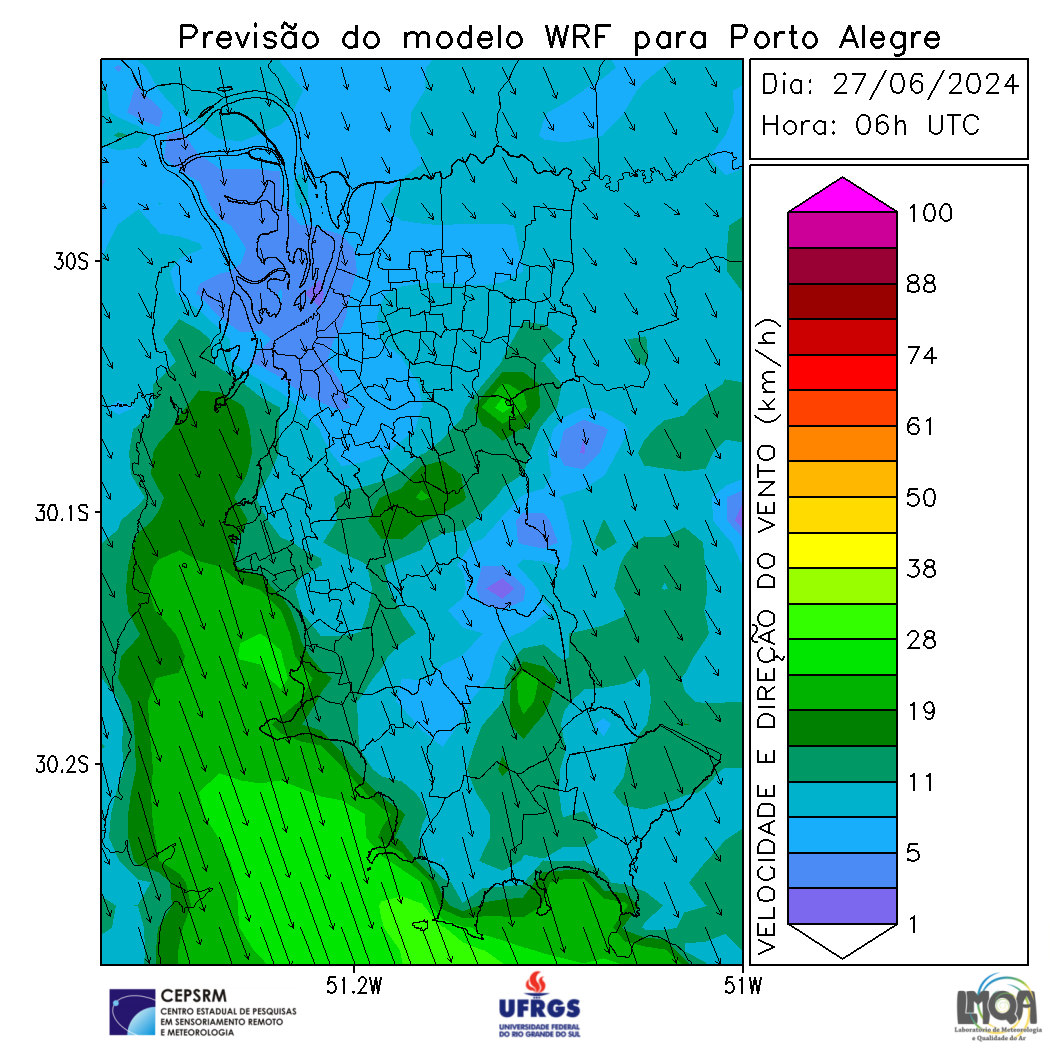 Previsão do modelo WRF para Porto Alegre
Dia: 27/06/2024
Hora: 06h UTC
30S
30.1S
30.2S
51.2W
51W
VELOCIDADE E DIREÇÃO DO VENTO (km/h)
100
88
74
61
50
38
28
19
11
5
1
CEPSRM
CENTRO ESTADUAL DE PESQUISAS
EM SENSORIAMENTO REMOTO
E METEOROLOGIA
UFRGS
UNIVERSIDADE FEDERAL
DO RIO GRANDE DO SUL
LMQA
Laboratório de Meteorologia
e Qualidade do Ar